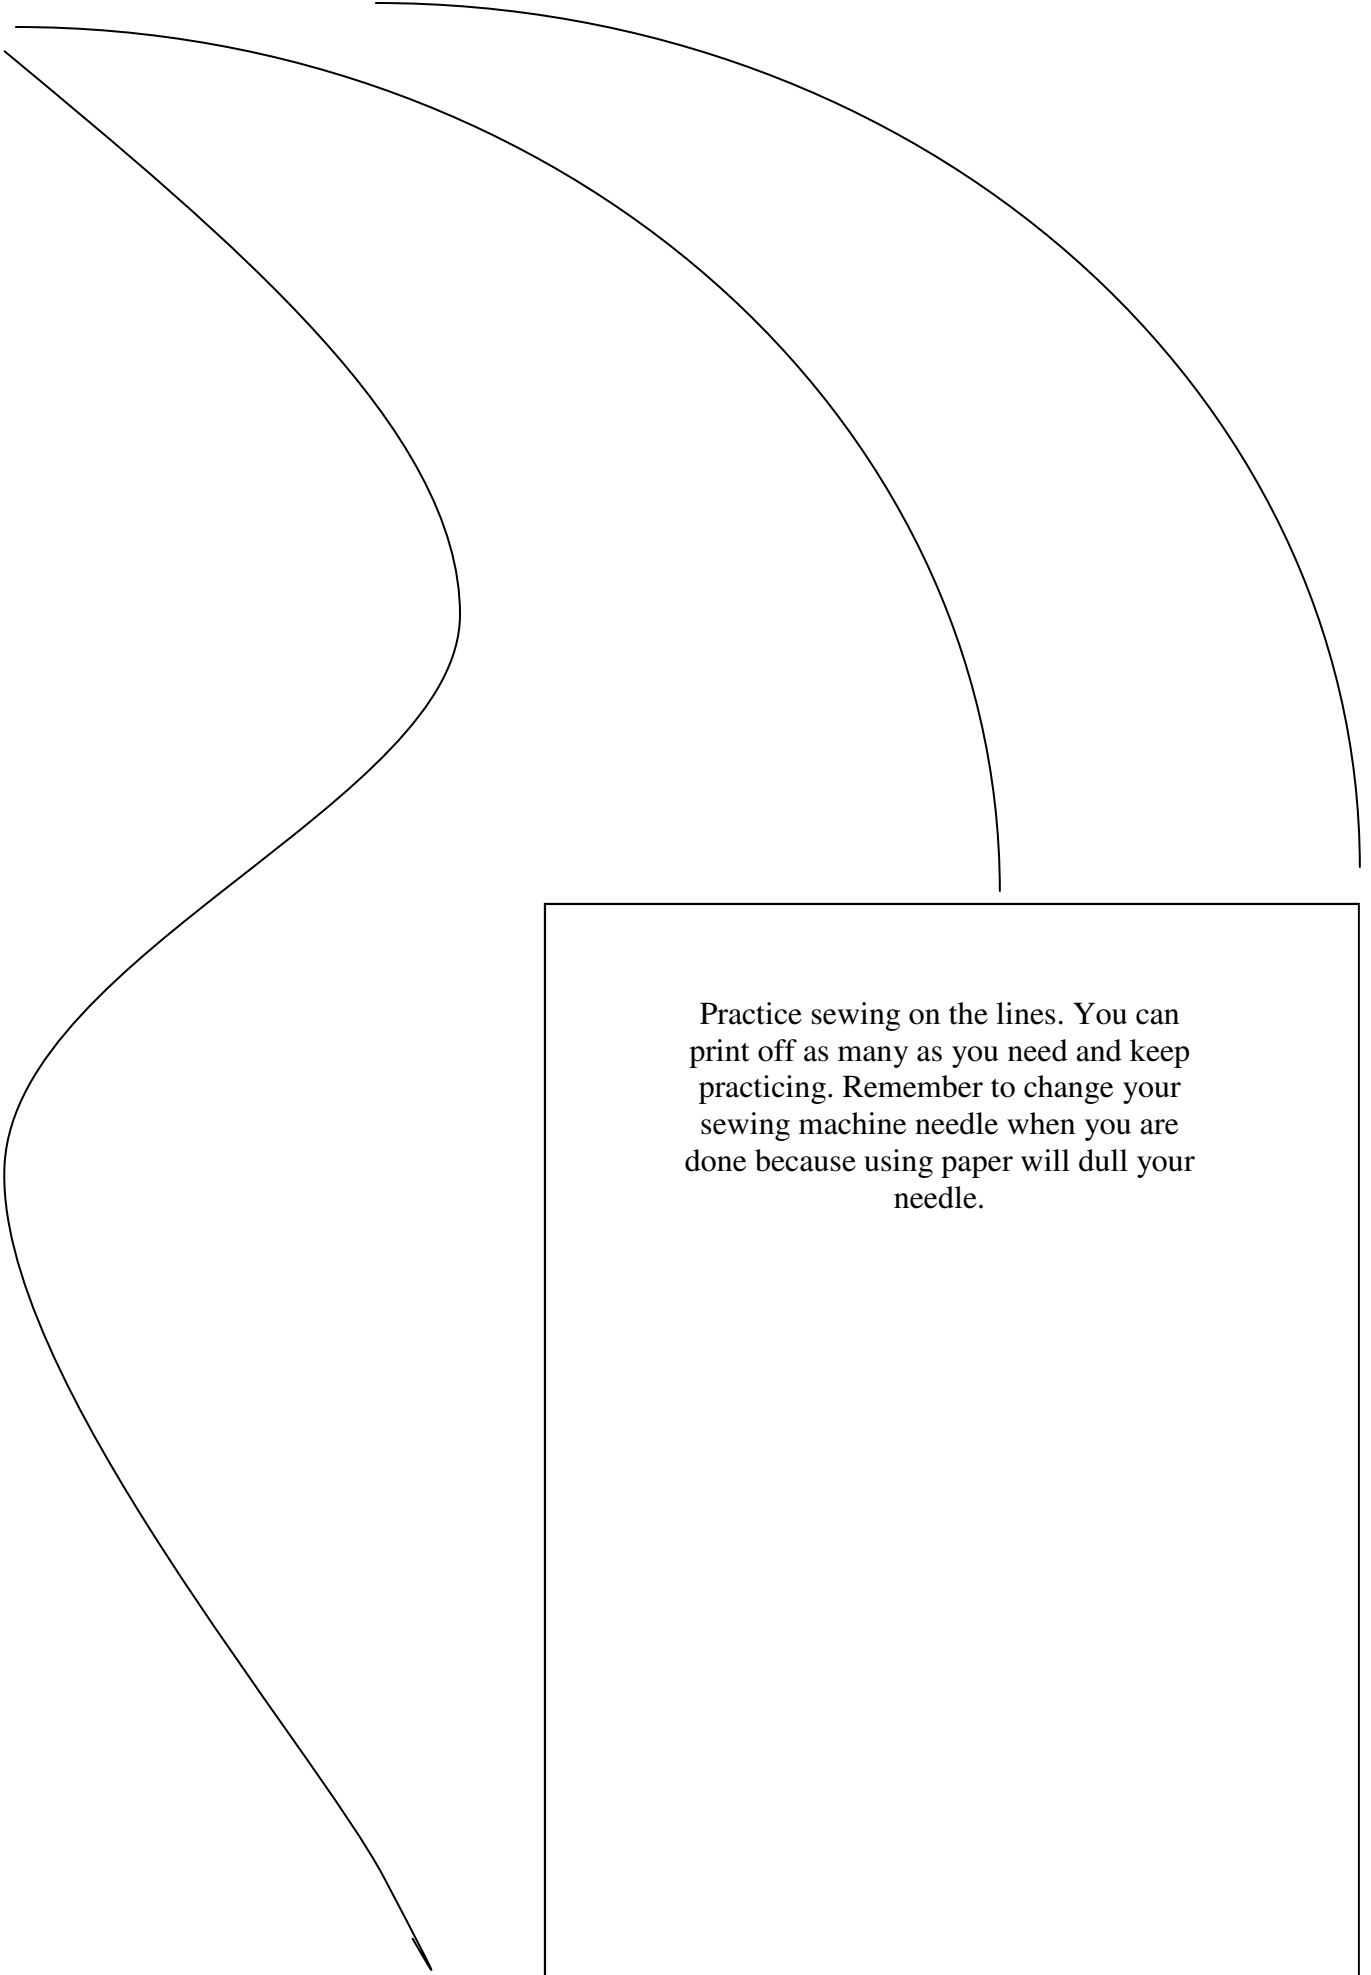 Practice sewing on the lines. You can
print off as many as you need and keep
practicing. Remember to change your
sewing machine needle when you are
done because using paper will dull your
needle.